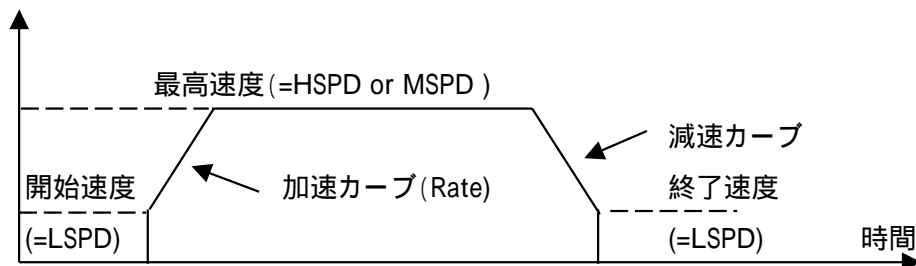 最高速度(=HSPD or MSPD )
減速カーブ
開始速度
加速カーブ(Rate)
終了速度
(=LSPD)
(=LSPD)
時間